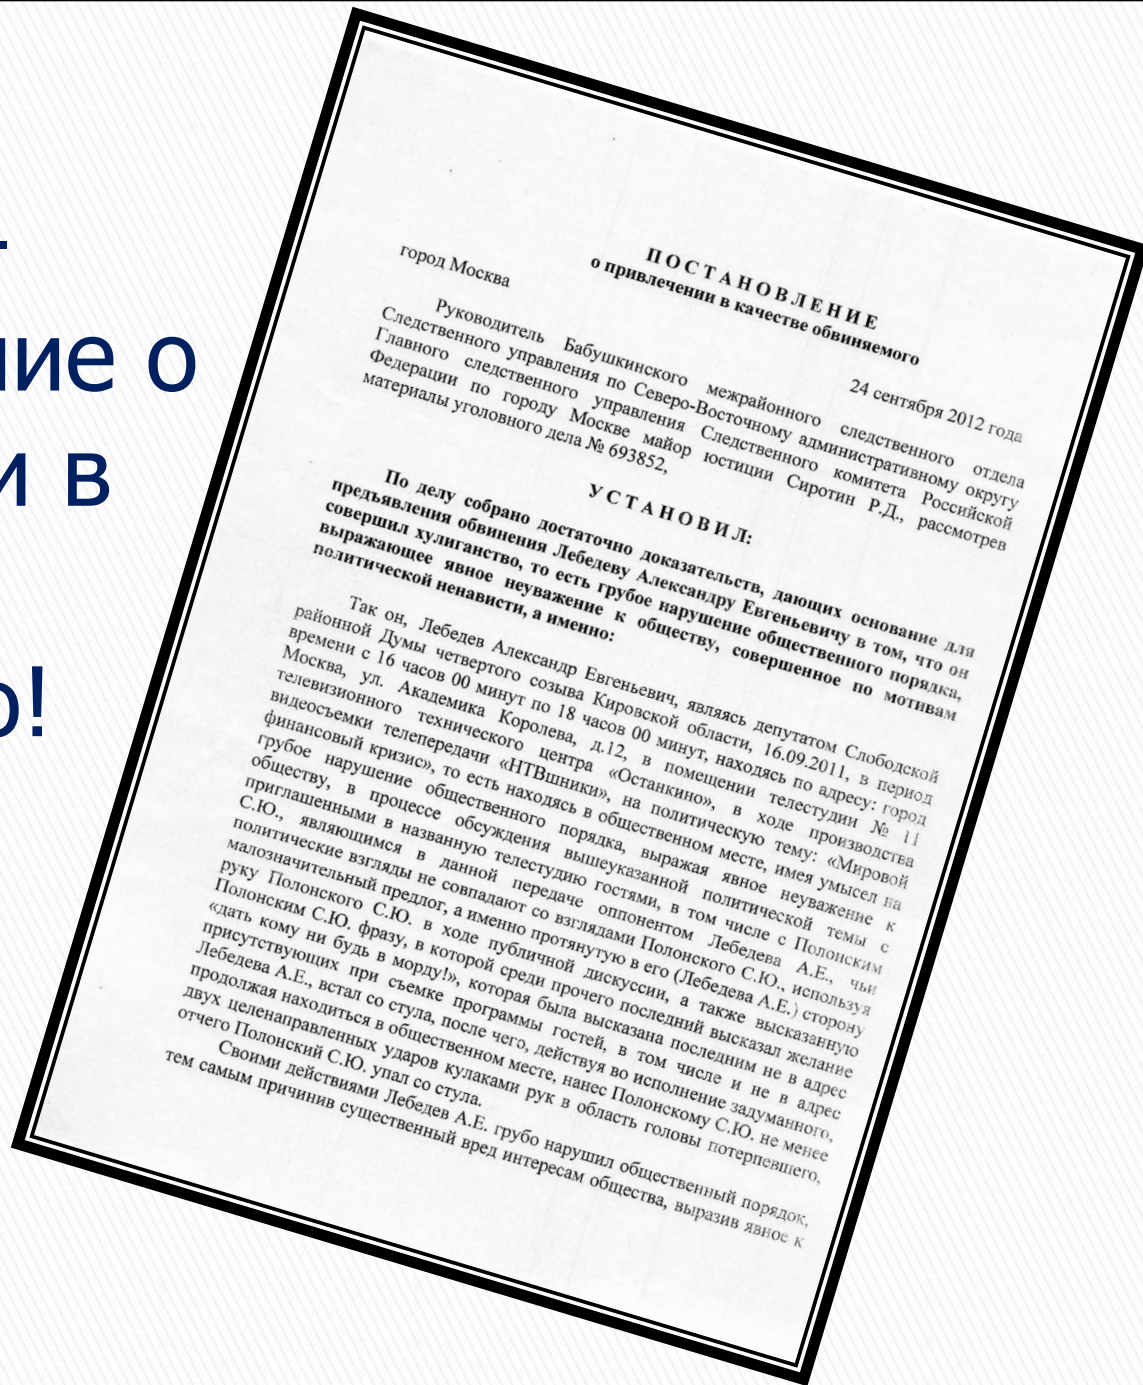 ние о
и в
о!
ПОСТАНОВЛЕНИЕ
о привлечении в качестве обвиняемого
город Москва
24 сентября 2012 года
Руководитель Бабушкинского межрайонного следственного отдела
Следственного управления по Северо-Восточному административному округу
Главного следственного управления Следственного комитета Российской
Федерации по городу Москве майор юстиции Сиротин Р.Д., рассмотрев
материалы уголовного дела № 693852,
УСТАНОВИЛ:
По делу собрано достаточно доказательств, дающих основание для
предъявления обвинения Лебедеву Александру Евгеньевичу в том, что он
совершил хулиганство, то есть грубое нарушение общественного порядка,
выражающее явное неуважение к обществу, совершенное по мотивам
политической ненависти, а именно:
Так он, Лебедев Александр Евгеньевич, являясь депутатом Слободской
районной Думы четвертого созыва Кировской области, 16.09.2011, в период
времени с 16 часов 00 минут по 18 часов 00 минут, находясь по адресу: город
Москва, ул. Академика Королева, д.12, в помещении телестудии № 11
телевизионного технического центра «Останкино», в ходе производства
видеосъемки телепередачи «НТВшники», на политическую тему: «Мировой
финансовый кризис», то есть находясь в общественном месте, имея умысел на
грубое нарушение общественного порядка, выражая явное неуважение к
обществу, в процессе обсуждения вышеуказанной политической темы с
приглашенными в названную телестудию гостями, в том числе с Полонским
С.Ю., являющимся в данной передаче оппонентом Лебедева А.Е., чьи
политические взгляды не совпадают со взглядами Полонского С.Ю., используя
малозначительный предлог, а именно протянутую в его (Лебедева А.Е.) сторону
руку Полонского С.Ю. в ходе публичной дискуссии, а также высказанную
Полонским С.Ю. фразу, в которой среди прочего последний высказал желание
«дать кому ни будь в морду!», которая была высказана последним не в адрес
присутствующих при съемке программы гостей, в том числе и не в адрес
Лебедева А.Е., встал со стула, после чего, действуя во исполнение задуманного,
продолжая находиться в общественном месте, нанес Полонскому С.Ю. не менее
двух целенаправленных ударов кулаками рук в область головы потерпевшего,
отчего Полонский С.Ю. упал со стула.
Своими действиями Лебедев А.Е. грубо нарушил общественный порядок,
тем самым причинив существенный вред интересам общества, выразив явное к